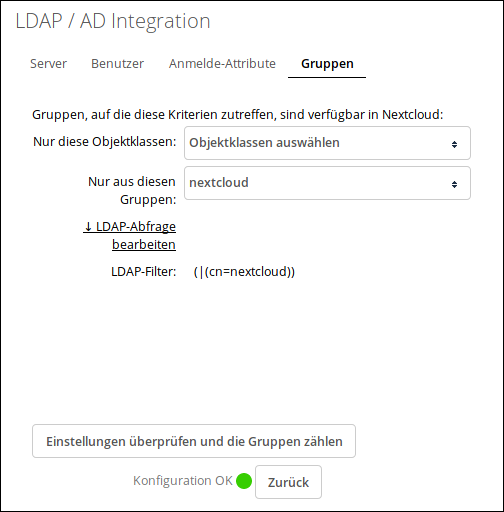 LDAP / AD Integration
Server Benutzer Anmelde-Attribute Gruppen
Gruppen, auf die diese Kriterien zutreffen, sind verfügbar in Nextcloud:
Nur diese Objektklassen: Objektklassen auswählen
Nur aus diesen nextcloud
Gruppen:
↓ LDAP-Abfrage
bearbeiten
LDAP-Filter: (|(cn=nextcloud))
Einstellungen überprüfen und die Gruppen zählen
Konfiguration OK Zurück